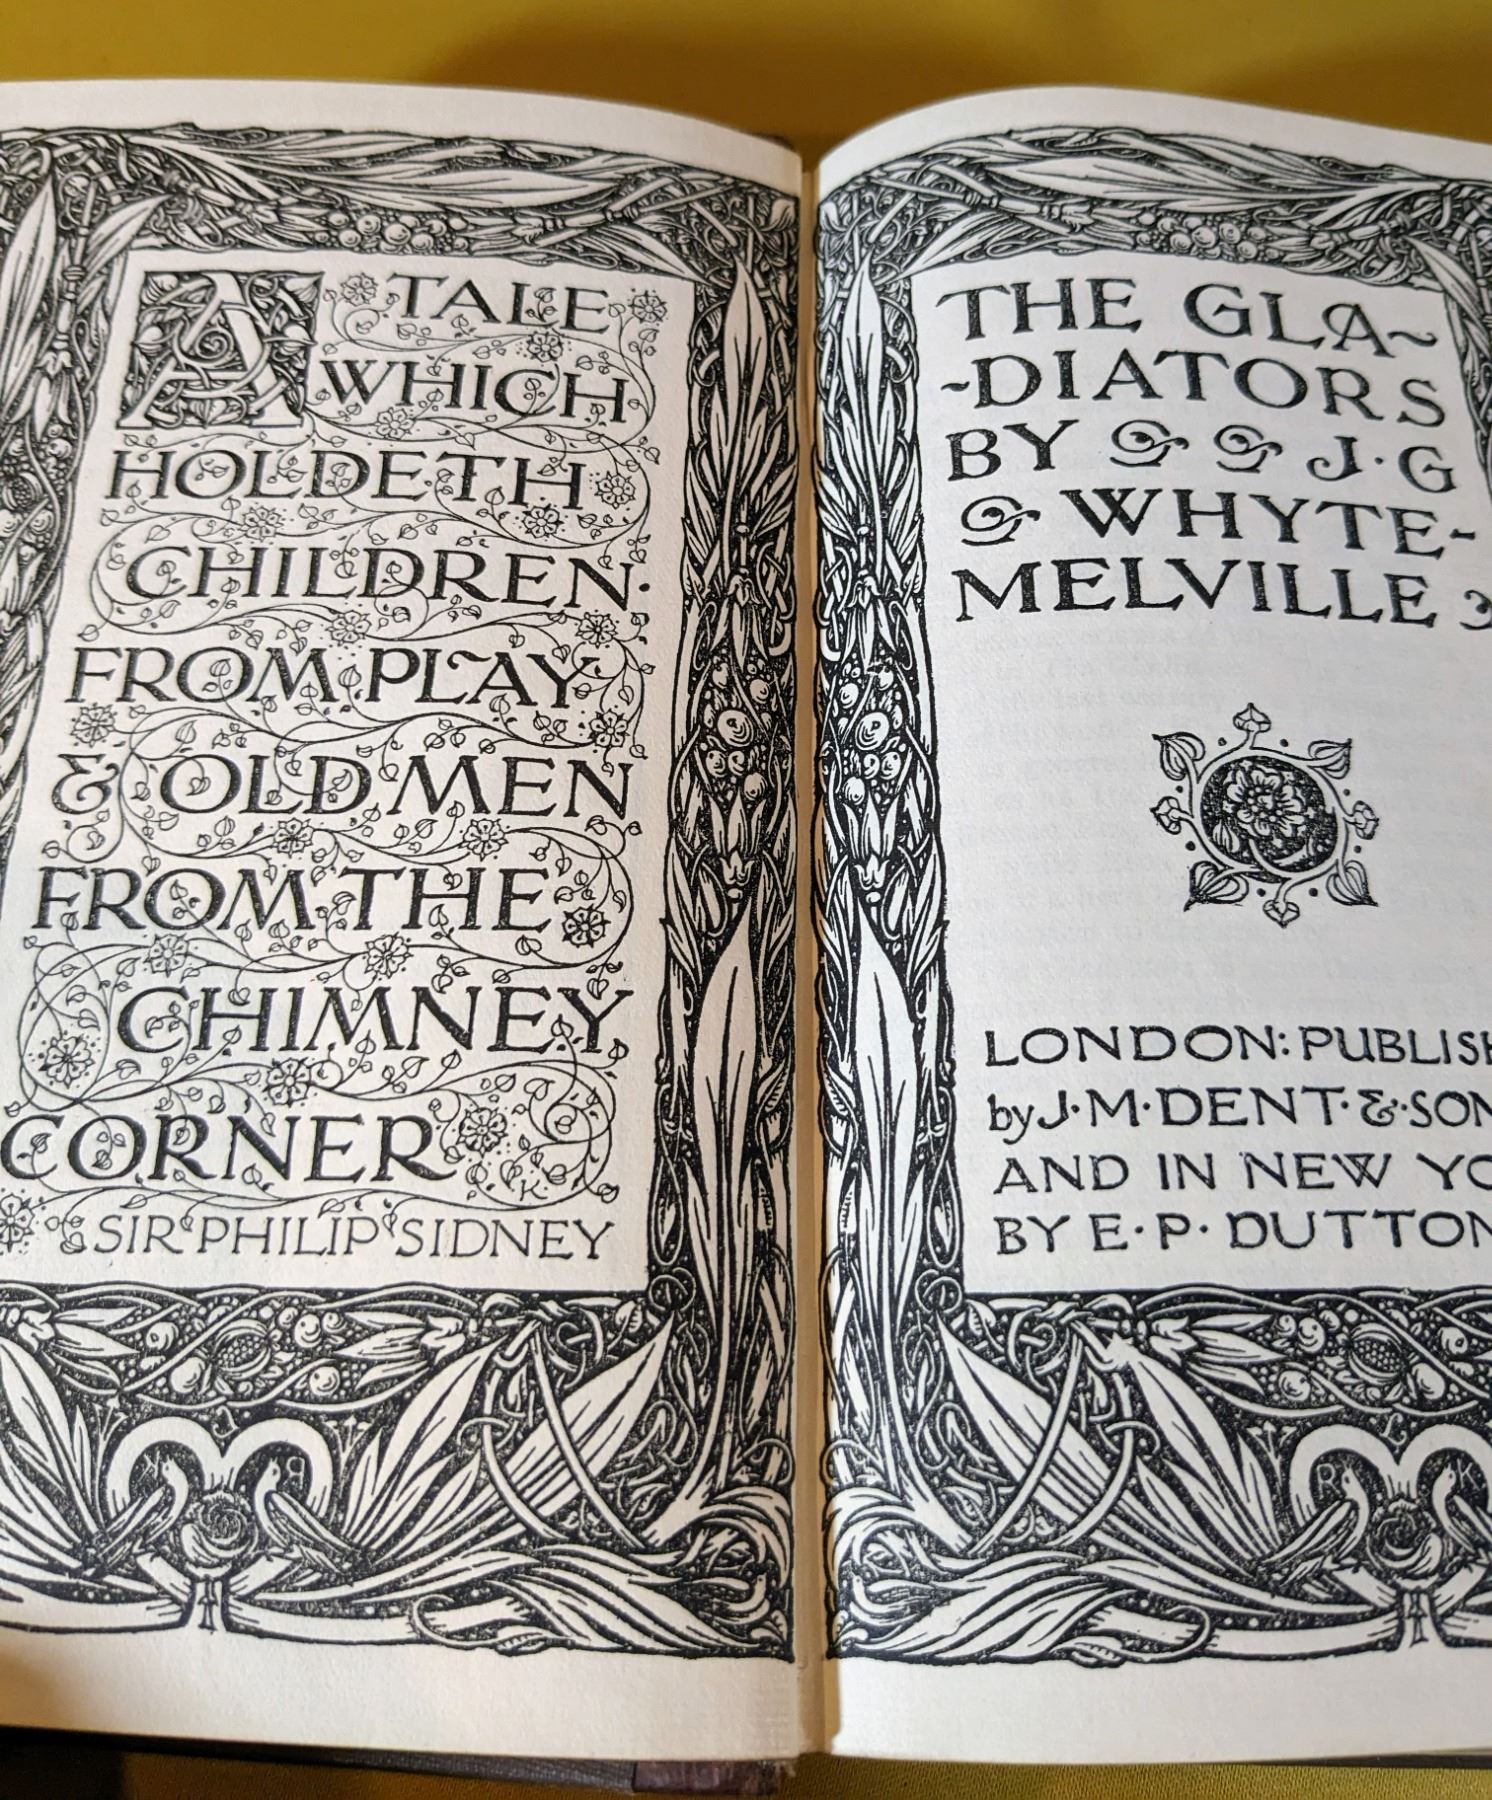 A TALE
WHICH
HOLDETH
CHILDREN·
FROM·PLAY
& OLD·MEN
FROM·THE
CHIMNEY
CORNER
K
SIR·PHILIP·SIDNEY
K B
THE GLA~
~DIATORS
BY J·G
WHYTE~
MELVILLE
LONDON: PUBLISH
by J·M·DENT·&·SON
AND IN NEW YO
BY E·P·DUTTON
R K